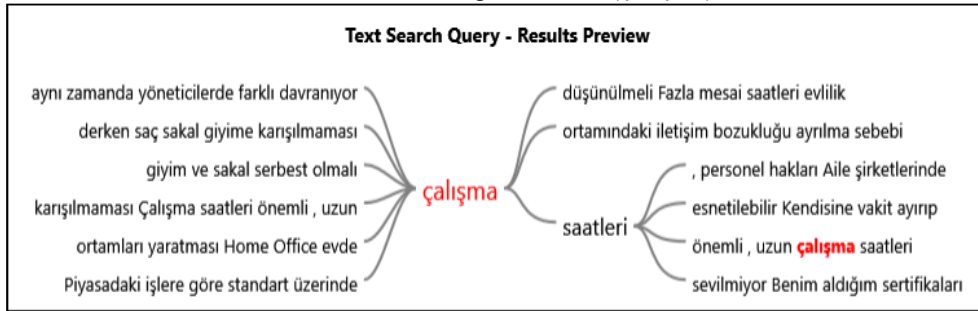 Text Search Query - Results Preview
aynı zamanda yöneticilerde farklı davranıyor
derken saç sakal giyime karışılmaması
giyim ve sakal serbest olmalı
karışılmaması Çalışma saatleri önemli , uzun
ortamları yaratması Home Office evde
Piyasadaki işlere göre standart üzerinde
çalışma
düşünülmeli Fazla mesai saatleri evlilik
ortamındaki iletişim bozukluğu ayrılma sebebi
saatleri
, personel hakları Aile şirketlerinde
esnetilebilir Kendisine vakit ayırıp
önemli , uzun çalışma saatleri
sevilmiyor Benim aldığım sertifikaları